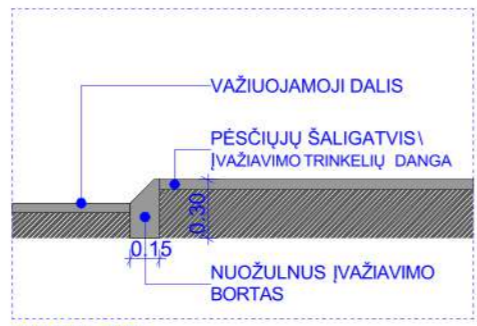 VAŽIUOJAMOJI DALIS
PĖSČIŲJŲ ŠALIGATVIS\
ĮVAŽIAVIMO TRINKELIŲ DANGA
0.30
0.15
NUOŽULNUS ĮVAŽIAVIMO
BORTAS